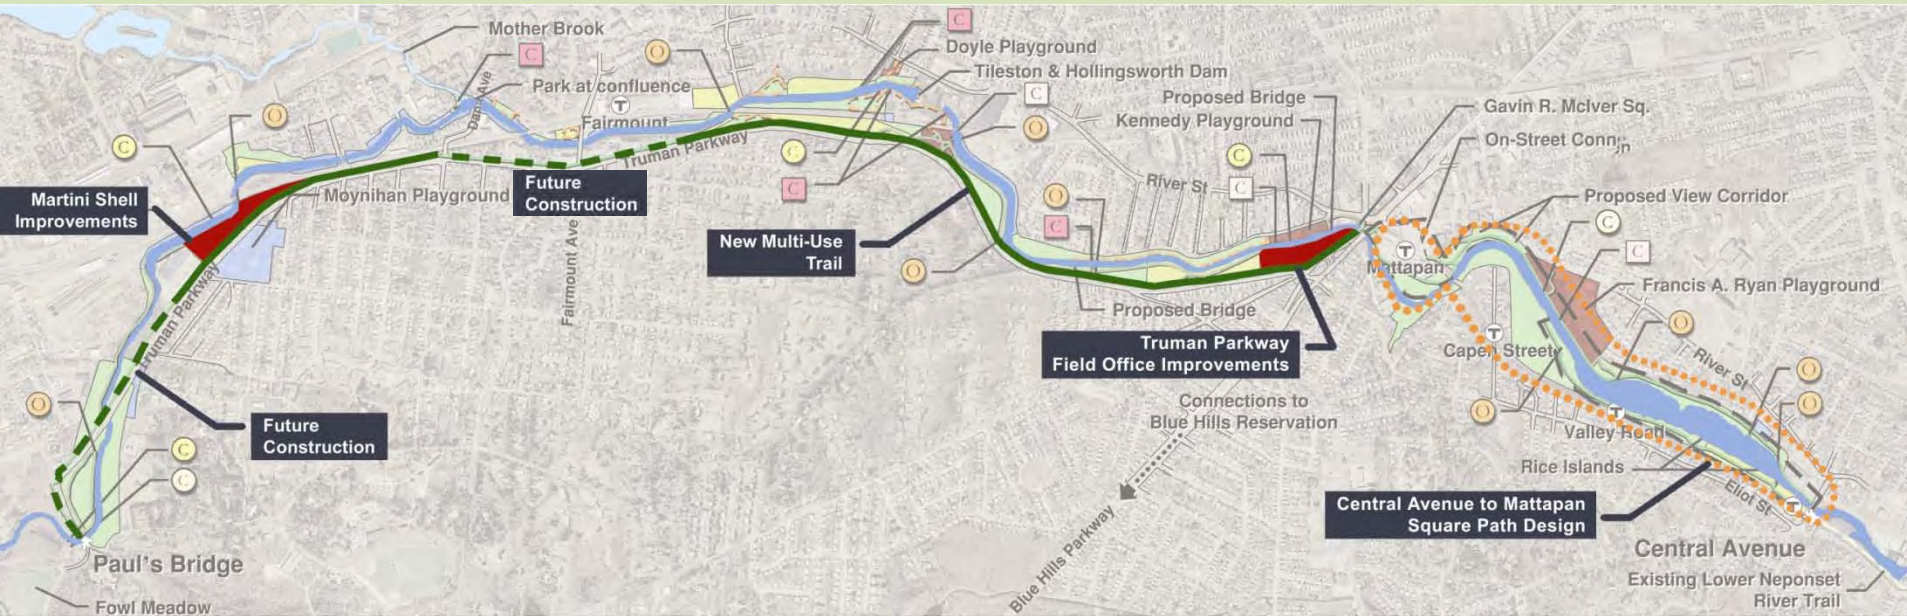 Mother Brook
C
O
C
Doyle Playground
Tileston & Hollingsworth Dam
Park at confluence
T
Fairmount
Dana Ave
C
O
Proposed Bridge
Kennedy Playground
Gavin R. McIver Sq.
On-Street Conn
O
C
Truman Parkway
C
C
Martini Shell
Improvements
Moynihan Playground
Future
Construction
Fairmount Ave
New Multi-Use
Trail
O
River St
O
C
C
C
T
Mattapan
Proposed View Corridor
C
C
Francis A. Ryan Playground
Proposed Bridge
Truman Parkway
Field Office Improvements
Truman Parkway
T
Capen Street
O
River St
O
O
O
T
Valley Road
Rice Islands
Eliot St
T
Connections to
Blue Hills Reservation
Blue Hills Parkway
Central Avenue to Mattapan
Square Path Design
O
Future
Construction
C
C
Paul's Bridge
Fowl Meadow
Central Avenue
Existing Lower Neponset
River Trail